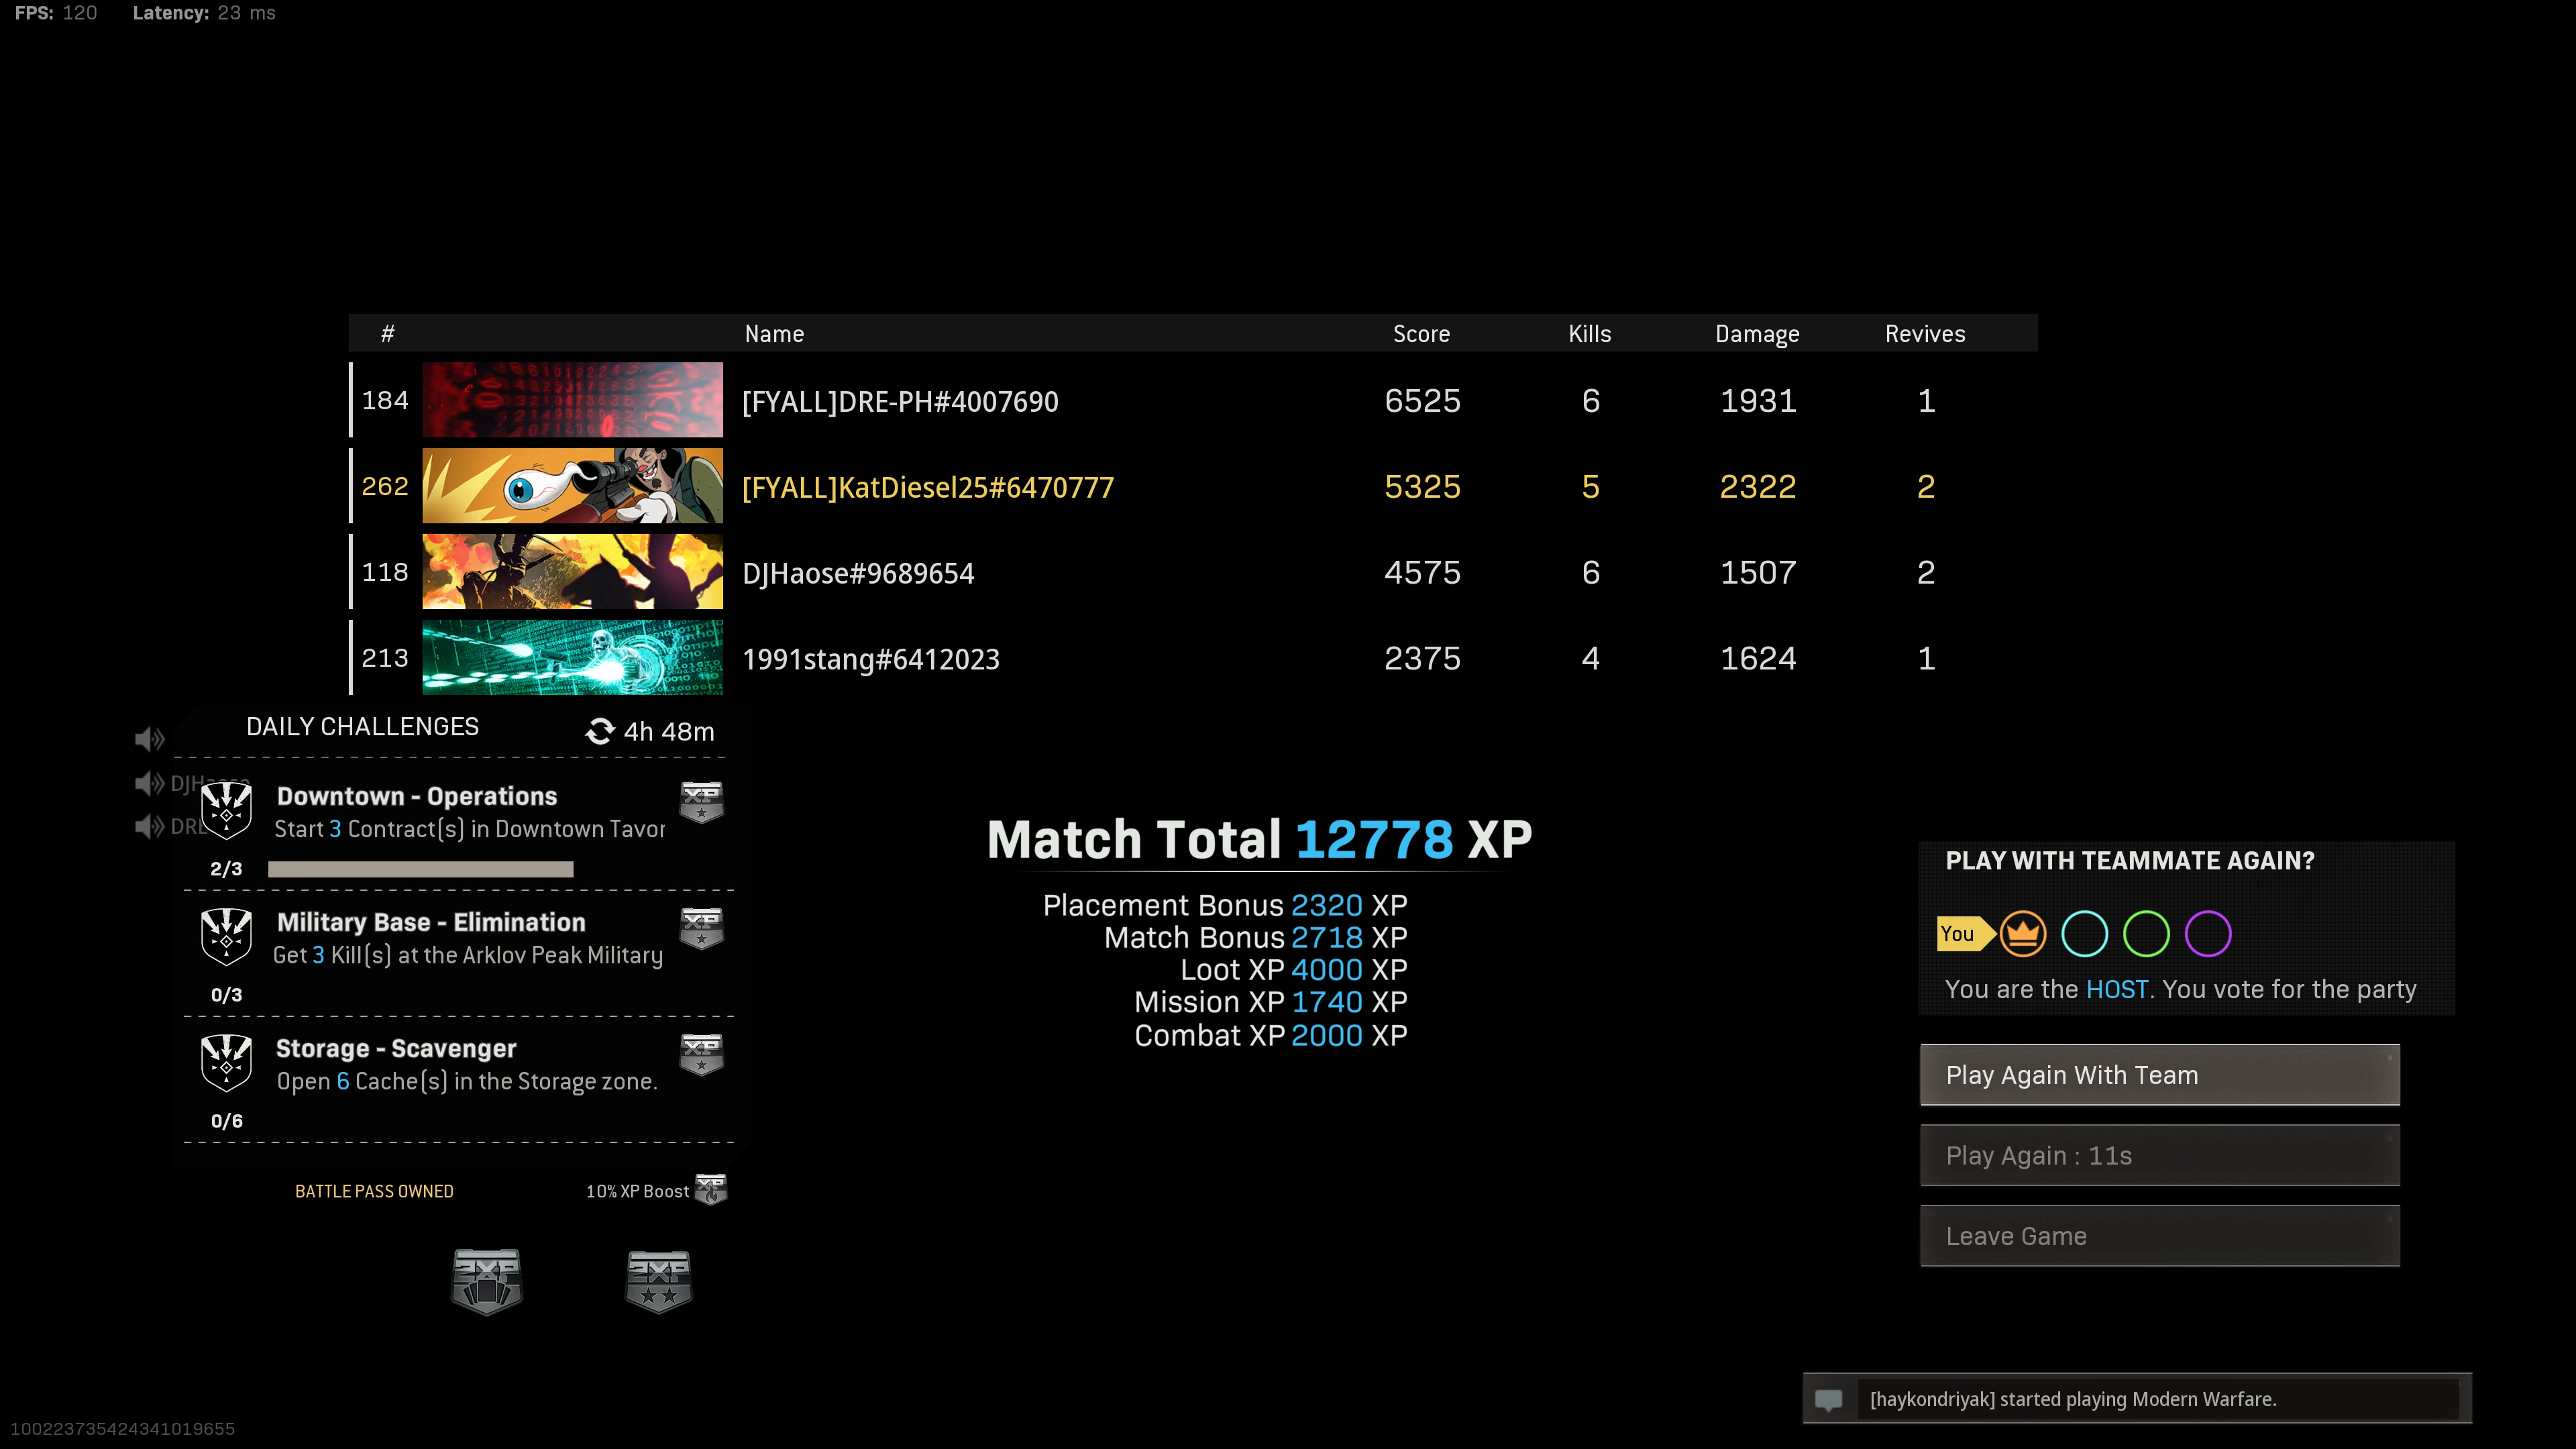 FPS: 120 Latency: 23 ms
# Name Score Kills Damage Revives
184 [FYALL]DRE-PH#4007690 6525 6 1931 1
262 [FYALL]KatDiesel25#6470777 5325 5 2322 2
118 DJHaose#9689654 4575 6 1507 2
213 1991stang#6412023 2375 4 1624 1
DAILY CHALLENGES 4h 48m
Downtown - Operations
XP
Start 3 Contract(s) in Downtown Tavor
2/3
Military Base - Elimination
XP
Get 3 Kill(s) at the Arklov Peak Military
0/3
Storage - Scavenger
XP
Open 6 Cache(s) in the Storage zone.
0/6
BATTLE PASS OWNED 10% XP Boost XP
2XP 2XP
Match Total 12778 XP
Placement Bonus 2320 XP
Match Bonus 2718 XP
Loot XP 4000 XP
Mission XP 1740 XP
Combat XP 2000 XP
PLAY WITH TEAMMATE AGAIN?
You
You are the HOST. You vote for the party
Play Again With Team
Play Again : 11s
Leave Game
[haykondriyak] started playing Modern Warfare.
100223735424341019655